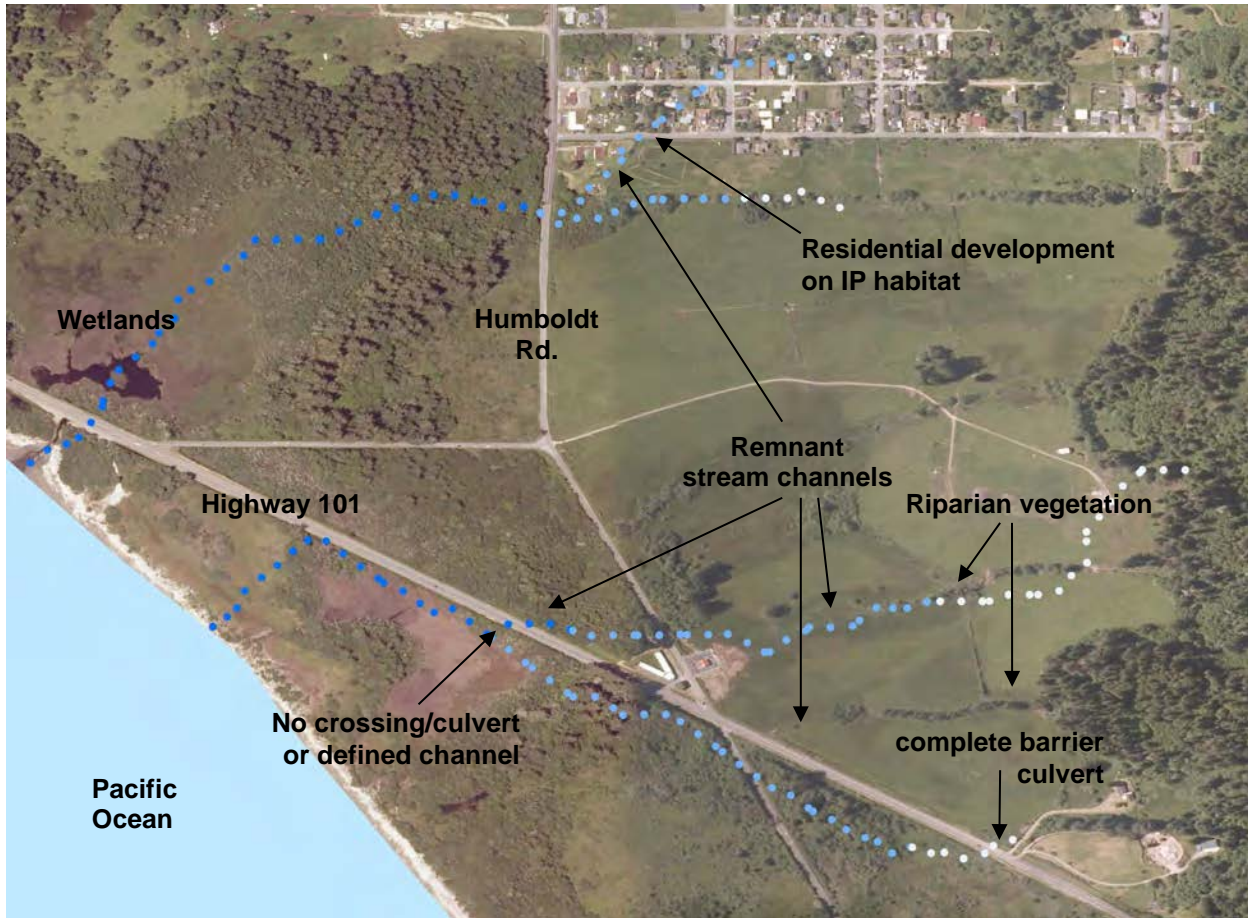 Residential development
on IP habitat
Wetlands
Humboldt
Rd.
Remnant
stream channels
Highway 101
Riparian vegetation
No crossing/culvert
or defined channel
complete barrier
culvert
Pacific
Ocean